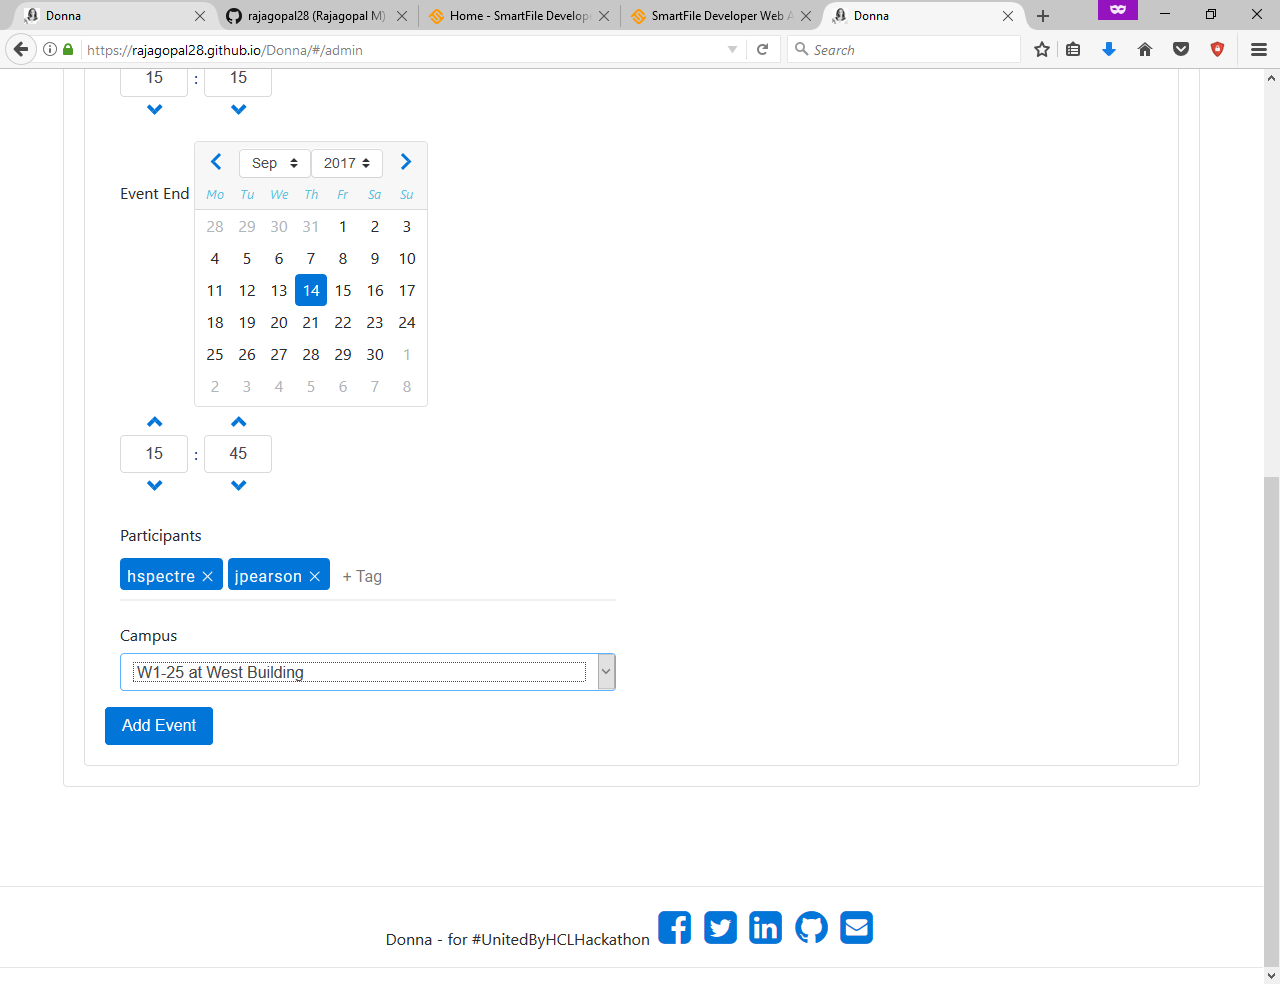 Donna
rajagopal28 (Rajagopal M)
Home - SmartFile Develope
SmartFile Developer Web A
Donna
https://rajagopal28.github.io/Donna/#/admin
Search
15 : 15
Event End
Sep 2017
Mo Tu We Th Fr Sa Su
28 29 30 31 1 2 3
4 5 6 7 8 9 10
11 12 13 14 15 16 17
18 19 20 21 22 23 24
25 26 27 28 29 30 1
2 3 4 5 6 7 8
15 : 45
Participants
hspectre × jpearson × + Tag
Campus
W1-25 at West Building
Add Event
Donna - for #UnitedByHCLHackathon